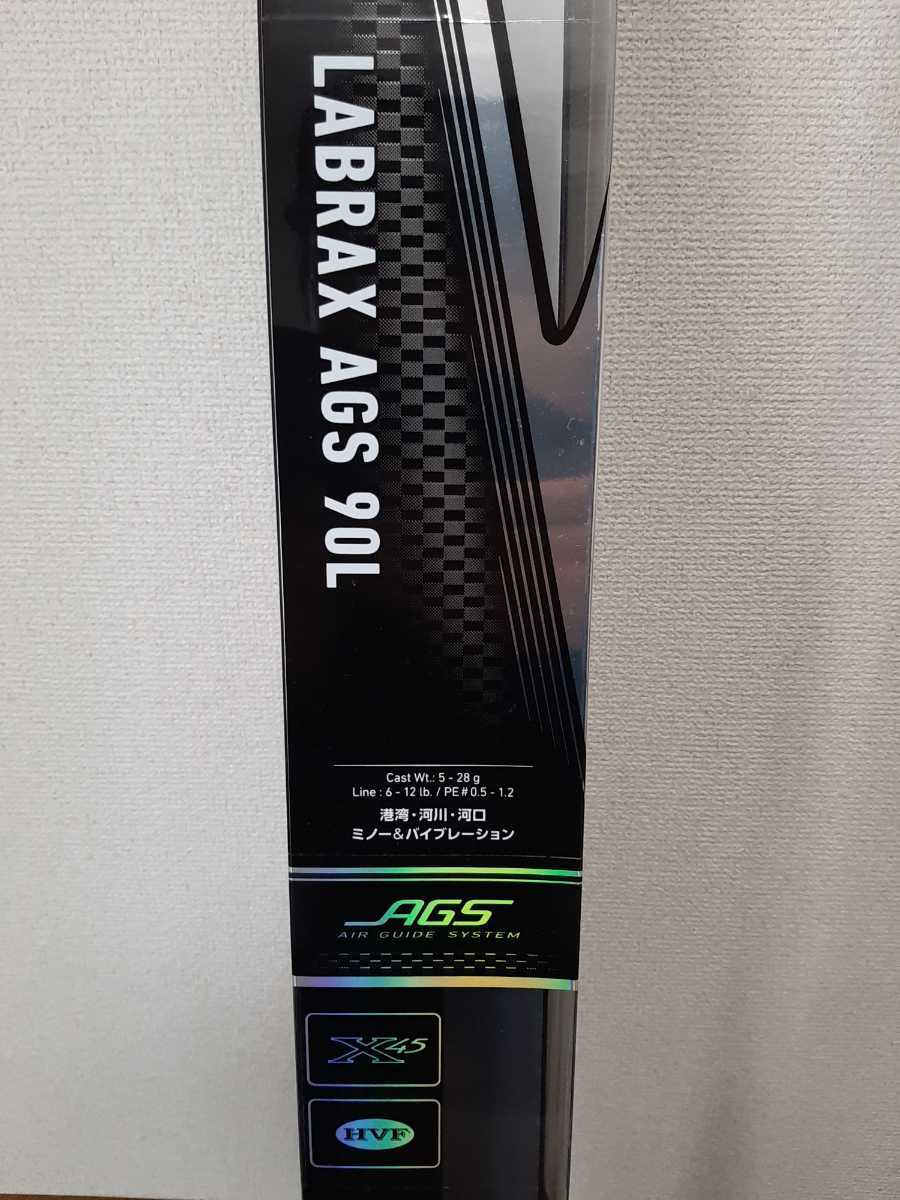 LABRAX AGS 90L
Cast Wt.: 5 - 28 g
Line : 6 - 12 lb. / PE#0.5 - 1.2
港湾・河川・河口
ミノー&バイブレーション
AGS
AIR GUIDE SYSTEM
X45
HVF